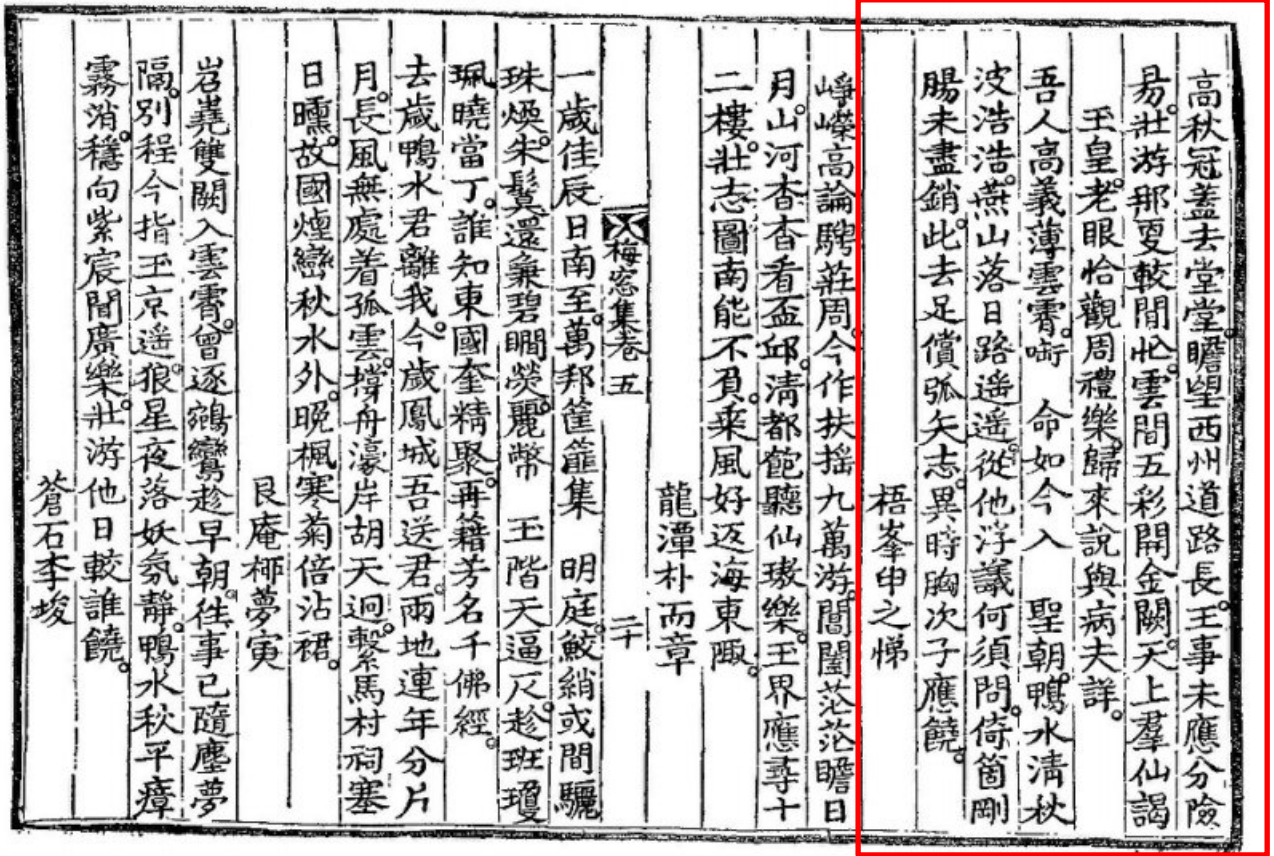 高秋冠蓋去堂堂。瞻望西州道路長。王事未應分險
易。壯游那更較閒忙。雲間五彩開金闕。天上羣仙謁
玉皇。老眼恰觀周禮樂。歸來說與病夫詳。
吾人高義薄雲霄。啣 命如今入 聖朝。鴨水淸秋
波浩浩。燕山落日路遥遥。從他浮議何須問。倚箇剛
腸未盡銷。此去足償弧矢志。異時胸次子應饒。
梧峯申之悌
崢嶸高論騁莊周。今作扶搖九萬游。閶闔茫茫瞻日
月。山河杳杳看盃邱。淸都飽聽仙璈樂。玉界應尋十
二樓。壯志圖南能不負。乘風好返海東陬。
龍潭朴而章
梅窓集卷五 二十
一歲佳辰日南至。萬邦筐篚集 明庭。鮫綃或間驪
珠煥。朱鬣還兼碧瞯熒。麗幣 玉階天逼尺。趁班瓊
珮曉當丁。誰知東國奎精聚。再籍芳名千佛經。
去歲鴨水君離我。今歲鳳城吾送君。兩地連年分片
月。長風無處着孤雲。撑舟濠岸胡天逈。繫馬村祠塞
日曛。故國煙巒秋水外。晩楓寒菊倍沾裙。
艮庵柳夢寅
岧嶤雙闕入雲霄。曾逐鵷鸞趁早朝。往事已隨塵夢
隔。別程今指玉京遥。狼星夜落妖氛靜。鴨水秋平瘴
霧消。穩向紫宸聞廣樂。壯游他日較誰饒。
蒼石李埈